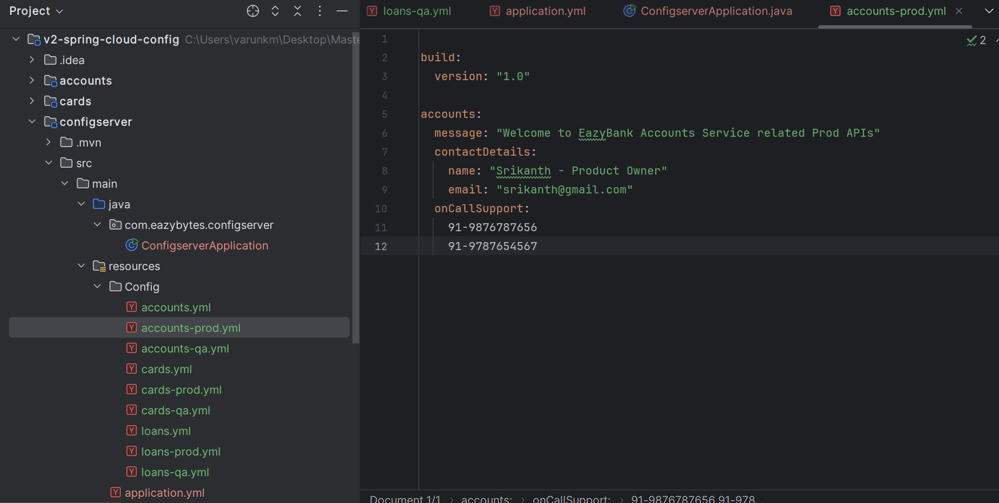 Project
v2-spring-cloud-config C:\Users\varunkm\Desktop\Maste
.idea
accounts
cards
configserver
.mvn
src
main
java
com.eazybytes.configserver
ConfigserverApplication
resources
Config
accounts.yml
accounts-prod.yml
accounts-qa.yml
cards.yml
cards-prod.yml
cards-qa.yml
loans.yml
loans-prod.yml
loans-qa.yml
application.yml
loans-qa.yml application.yml ConfigserverApplication.java accounts-prod.yml
2
1
2 build:
3 version: "1.0"
4
5 accounts:
6 message: "Welcome to EazyBank Accounts Service related Prod APIs"
7 contactDetails:
8 name: "Srikanth - Product Owner"
9 email: "srikanth@gmail.com"
10 onCallSupport:
11 91-9876787656
12 91-9787654567
Document 1/1 › accounts: › onCallSupport: › 91-9876787656 91-978...